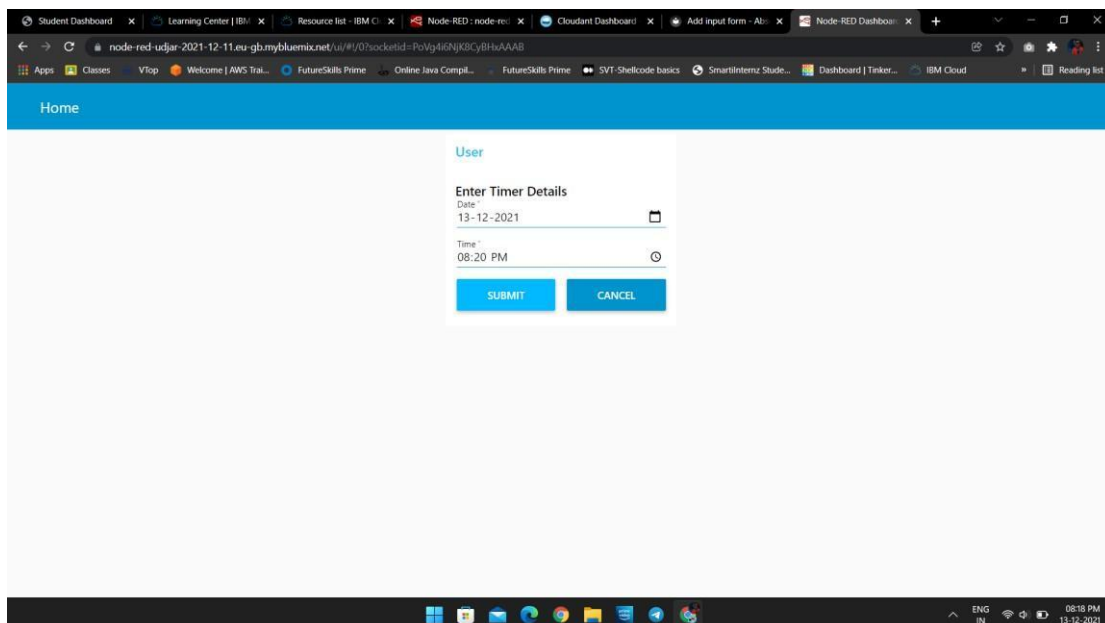 Student Dashboard
Learning Center | IBM
Resource list - IBM Cl
Node-RED : node-red
Cloudant Dashboard
Add input form - Abs
Node-RED Dashboar
node-red-udjar-2021-12-11.eu-gb.mybluemix.net/ui/#!/0?socketid=PoVg4i6NjK8CyBHxAAAB
Apps Classes VTop Welcome | AWS Trai... FutureSkills Prime Online Java Compil... FutureSkills Prime SVT-Shellcode basics SmartiInternz Stude... Dashboard | Tinker... IBM Cloud » Reading list
Home
User
Enter Timer Details
Date *
13-12-2021
Time *
08:20 PM
SUBMIT CANCEL
ENG
IN
08:18 PM
13-12-2021